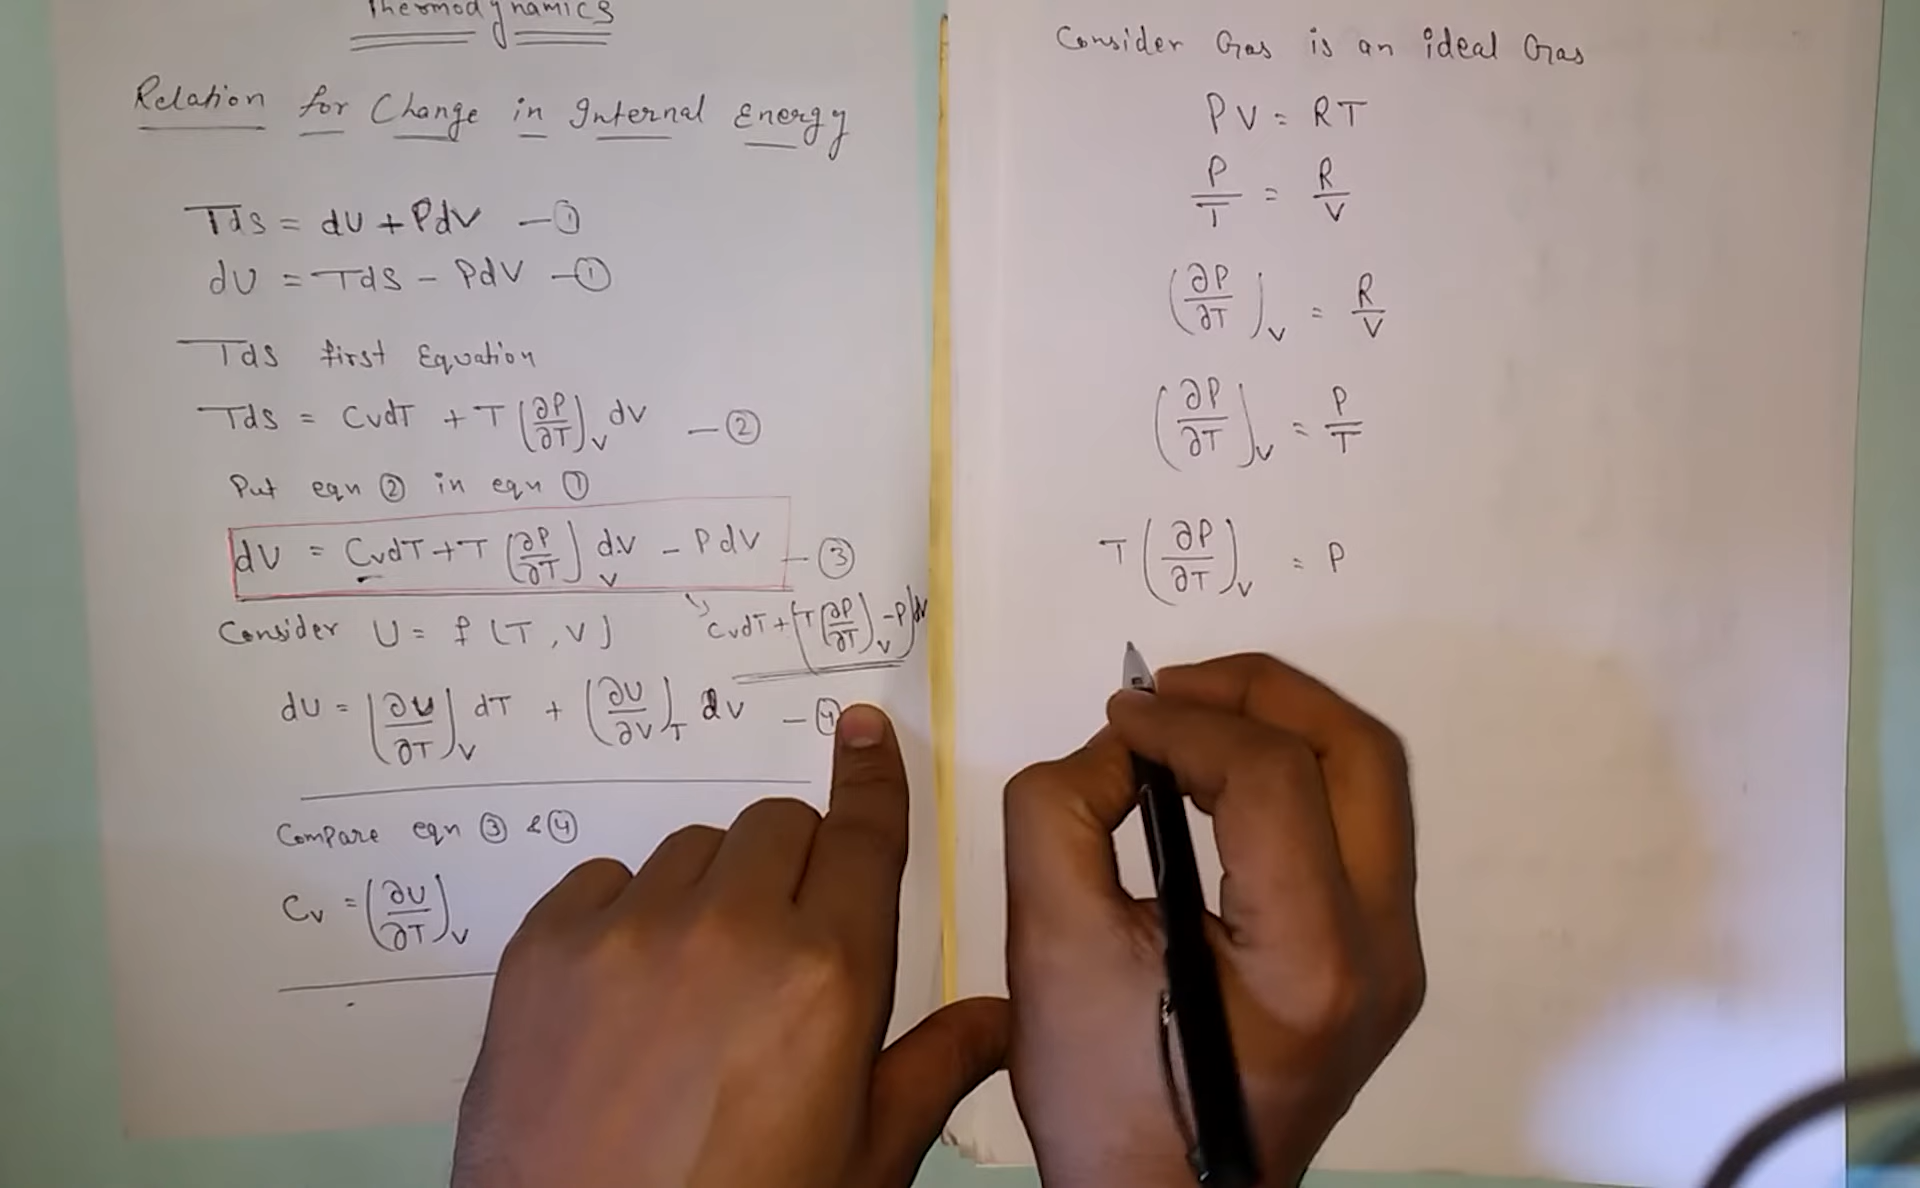 Thermodynamics
Relation for Change in Internal Energy
Tds = dU + PdV — ①
dU = Tds - PdV — ①
Tds first Equation
Tds = CvdT + T (∂P/∂T)v dv — ②
Put eqn ② in eqn ①
dU = CvdT + T (∂P/∂T)v dv - PdV — ③
Consider U = f(T, V)
CvdT + (T(∂P/∂T)v - P)dv
dU = (∂U/∂T)v dT + (∂U/∂V)T dv — ④
Compare eqn ③ & ④
Cv = (∂U/∂T)v
Consider Gas is an ideal Gas
PV = RT
P/T = R/V
(∂P/∂T)v = R/V
(∂P/∂T)v = P/T
T(∂P/∂T)v = P